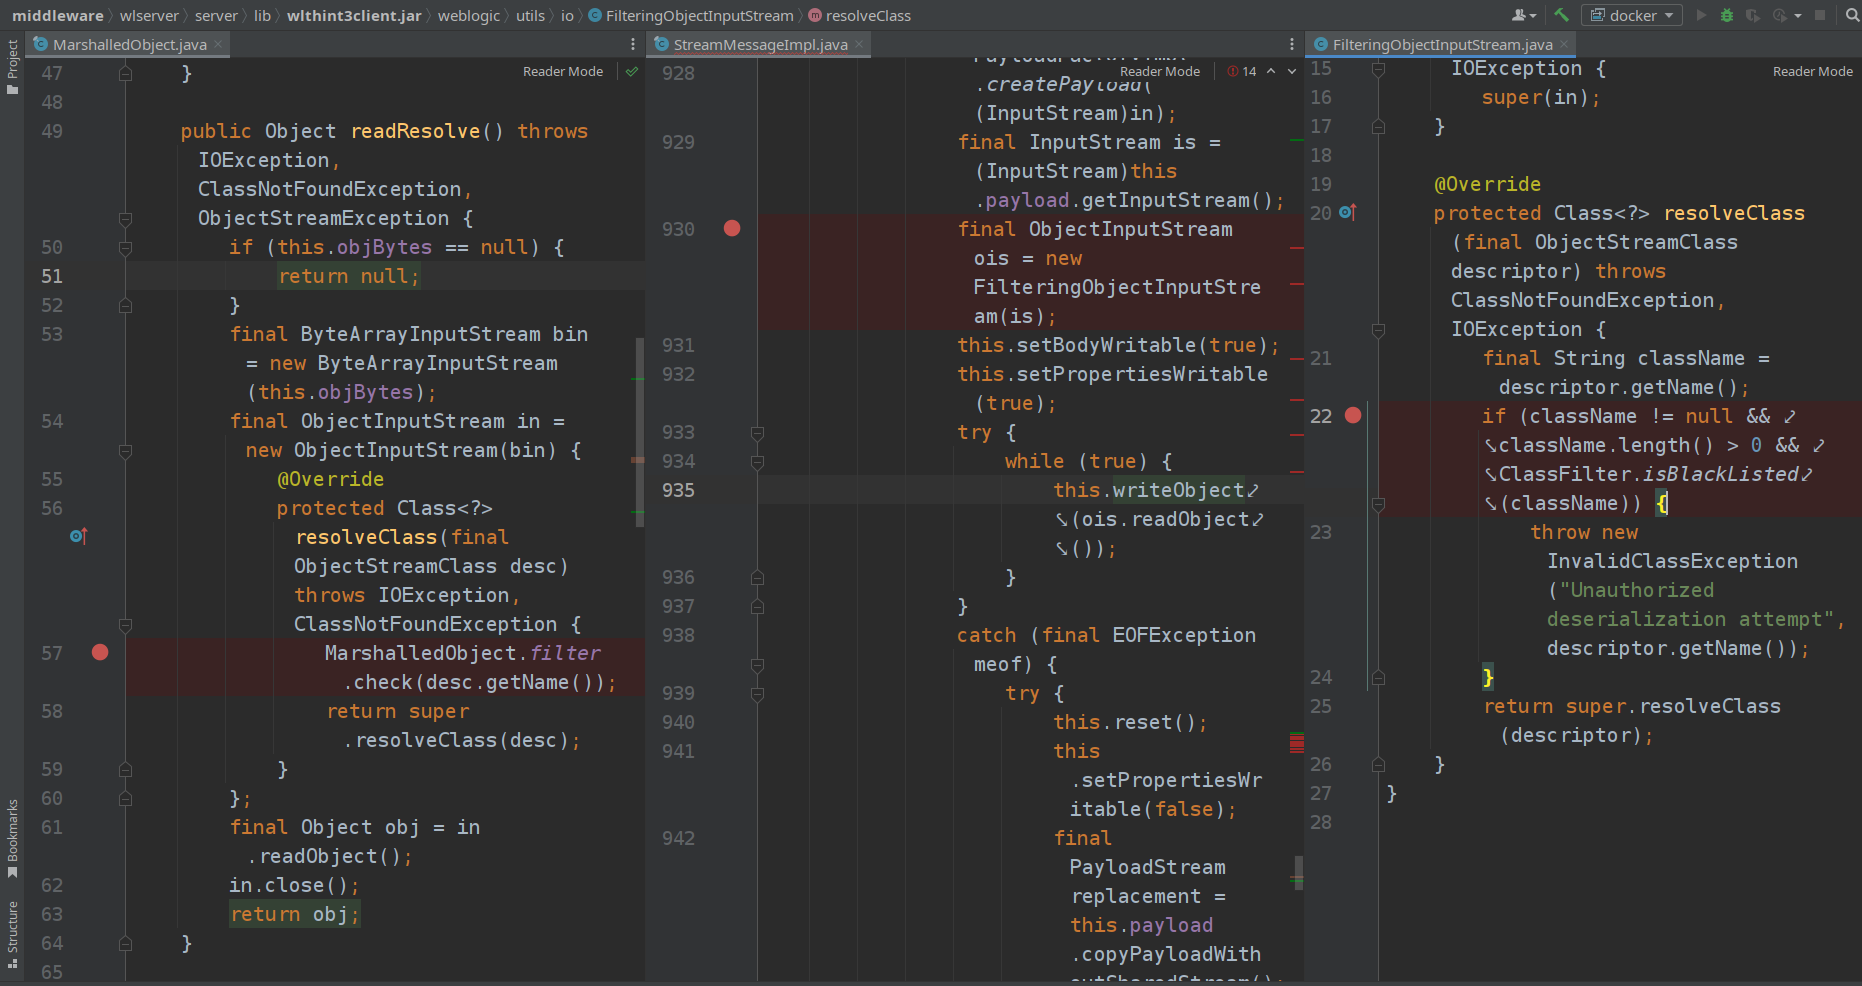 middleware › wlserver › server › lib › wlthint3client.jar › weblogic › utils › io › FilteringObjectInputStream › resolveClass
docker
Project
Bookmarks
Structure
MarshalledObject.java
Reader Mode
47 }
48
49 public Object readResolve() throws
IOException,
ClassNotFoundException,
ObjectStreamException {
50 if (this.objBytes == null) {
51 return null;
52 }
53 final ByteArrayInputStream bin
= new ByteArrayInputStream
(this.objBytes);
54 final ObjectInputStream in =
new ObjectInputStream(bin) {
55 @Override
56 protected Class<?>
resolveClass(final
ObjectStreamClass desc)
throws IOException,
ClassNotFoundException {
57 MarshalledObject.filter
.check(desc.getName());
58 return super
.resolveClass(desc);
59 }
60 };
61 final Object obj = in
.readObject();
62 in.close();
63 return obj;
64 }
65
StreamMessageImpl.java
Reader Mode
14
928
.createPayload(
(InputStream)in);
929 final InputStream is =
(InputStream)this
.payload.getInputStream();
930 final ObjectInputStream
ois = new
FilteringObjectInputStre
am(is);
931 this.setBodyWritable(true);
932 this.setPropertiesWritable
(true);
933 try {
934 while (true) {
935 this.writeObject
(ois.readObject
());
936 }
937 }
938 catch (final EOFException
meof) {
939 try {
940 this.reset();
941 this
.setPropertiesWr
itable(false);
942 final
PayloadStream
replacement =
this.payload
.copyPayloadWith
outSharedStream();
FilteringObjectInputStream.java
Reader Mode
15 IOException {
16 super(in);
17 }
18
19 @Override
20 protected Class<?> resolveClass
(final ObjectStreamClass
descriptor) throws
ClassNotFoundException,
IOException {
21 final String className =
descriptor.getName();
22 if (className != null &&
className.length() > 0 &&
ClassFilter.isBlackListed
(className)) {
23 throw new
InvalidClassException
("Unauthorized
deserialization attempt",
descriptor.getName());
24 }
25 return super.resolveClass
(descriptor);
26 }
27 }
28